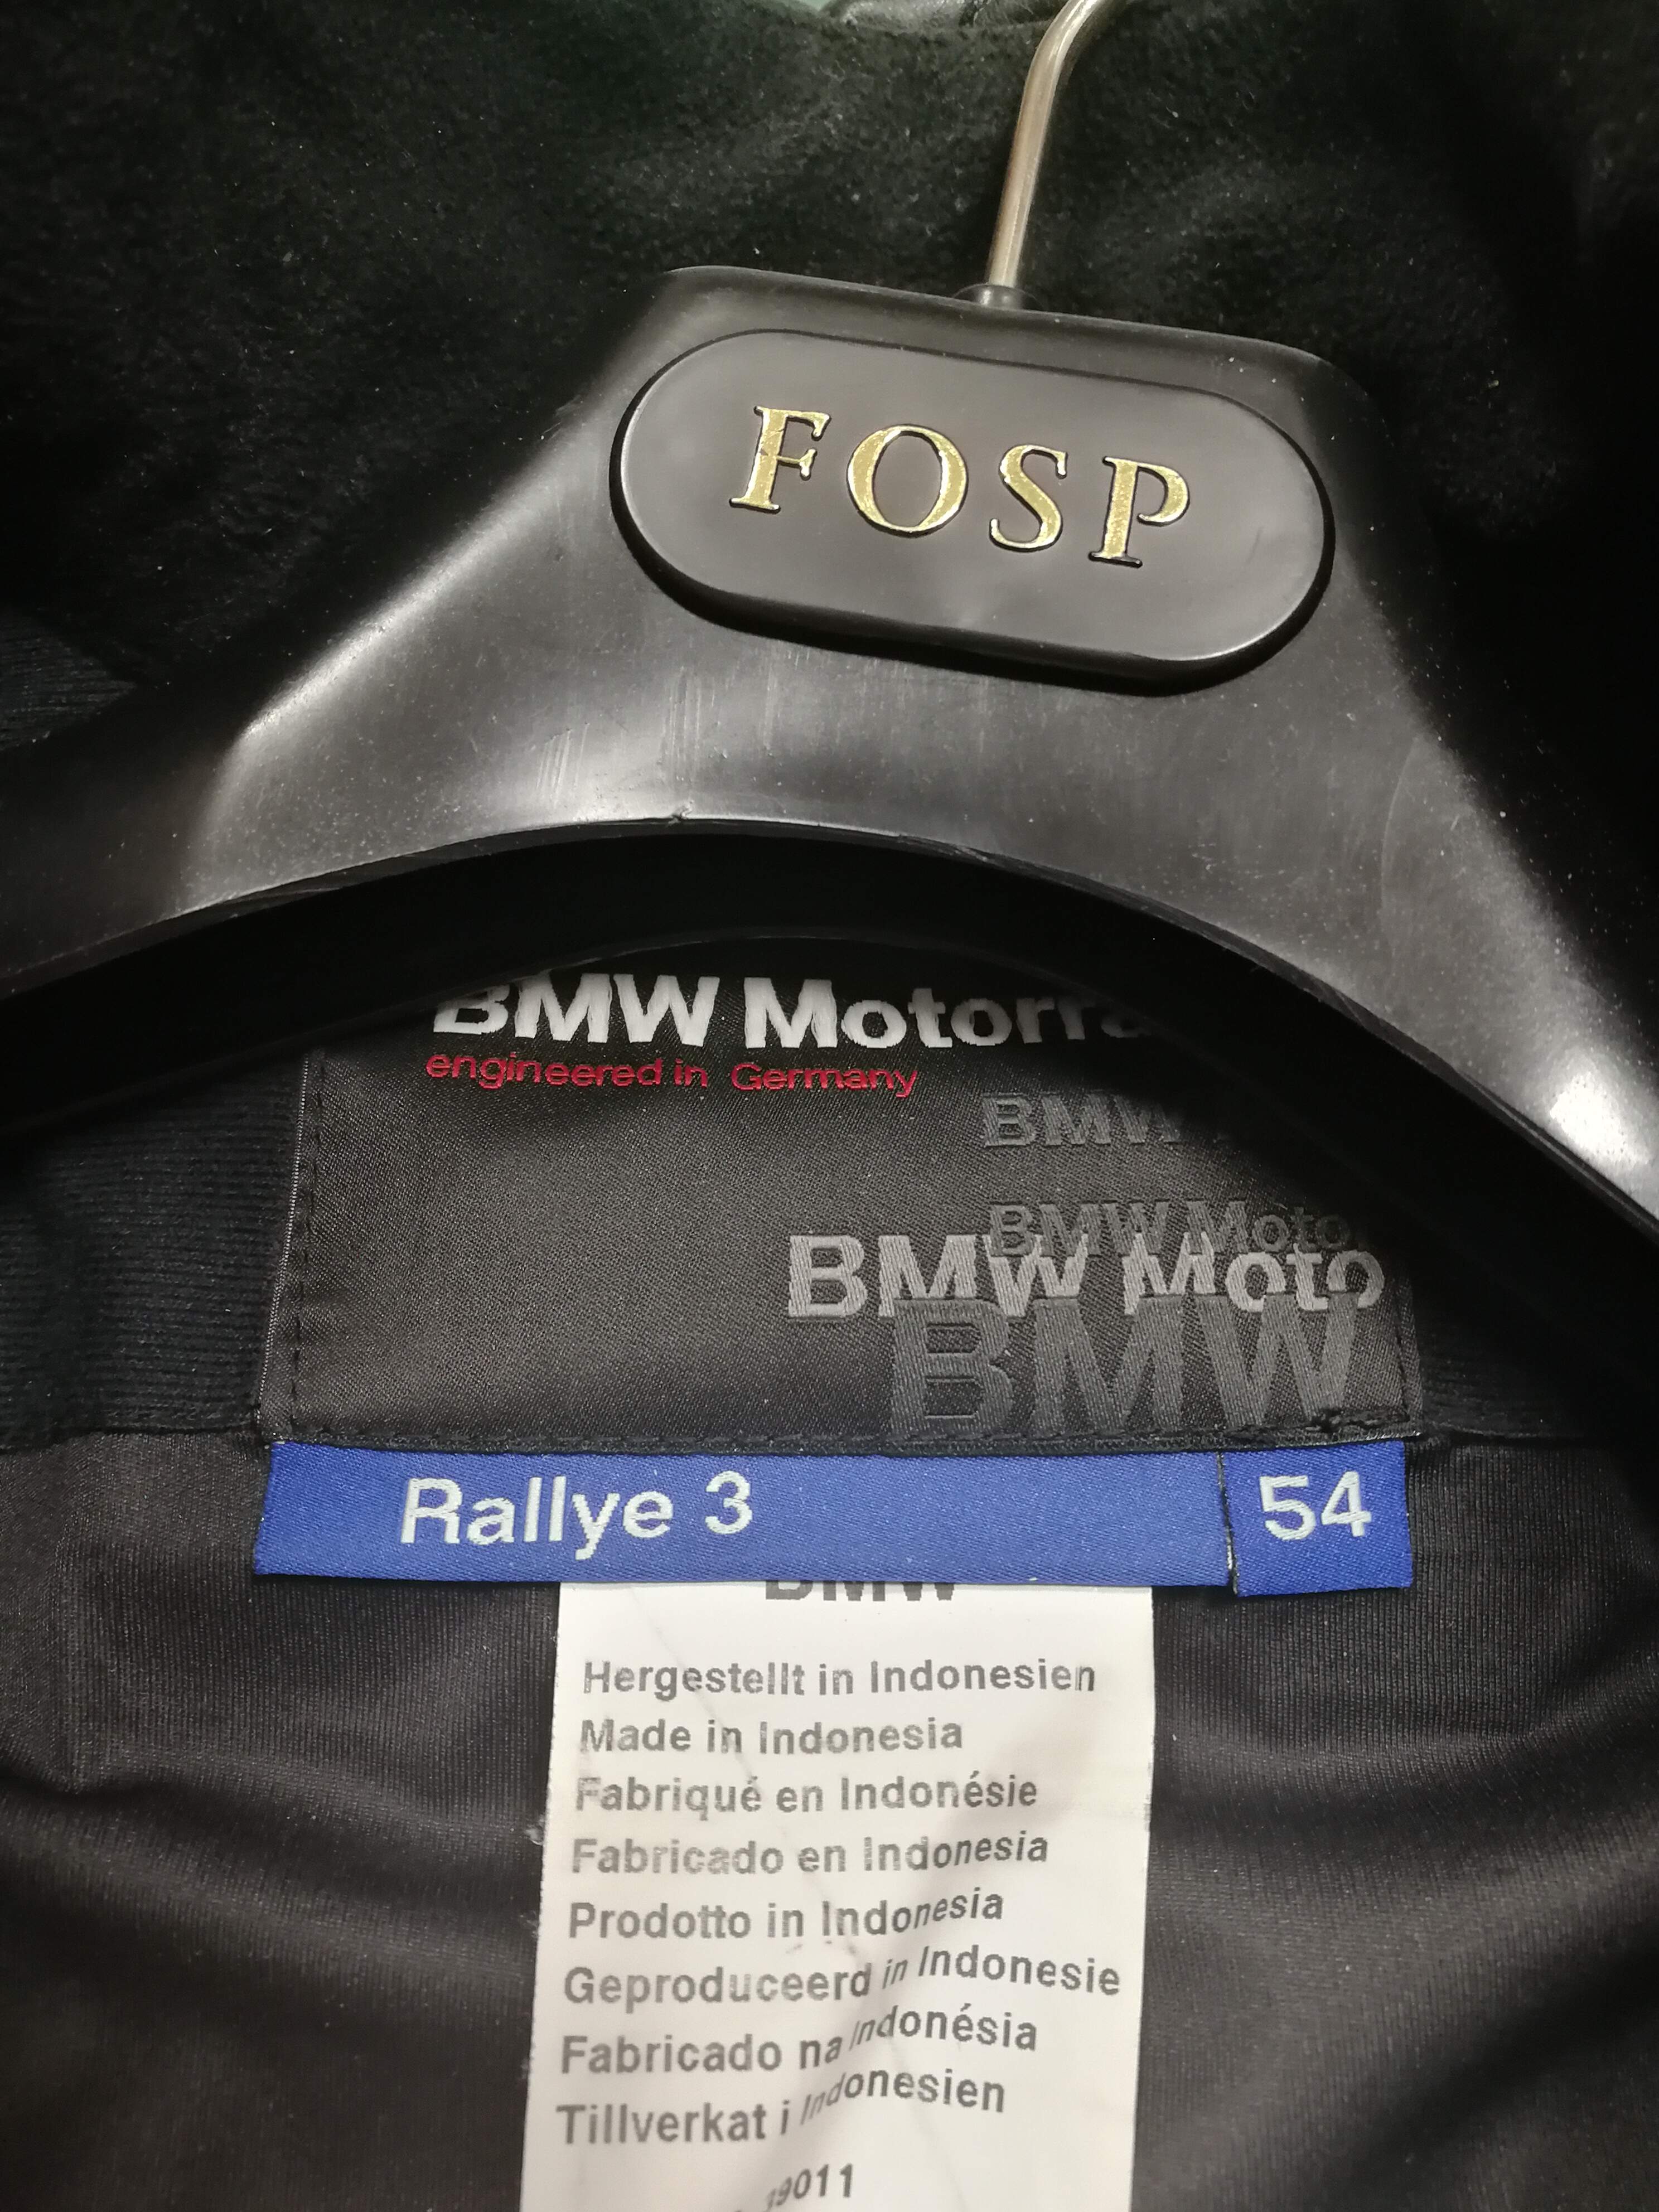 FOSP
BMW Motorra
engineered in Germany
BMW
BMW Motor
BMW Moto
BMW
Rallye 3 54
BMW
Hergestellt in Indonesien
Made in Indonesia
Fabriqué en Indonésie
Fabricado en Indonesia
Prodotto in Indonesia
Geproduceerd in Indonesie
Fabricado na Indonésia
Tillverkat i Indonesien
9011